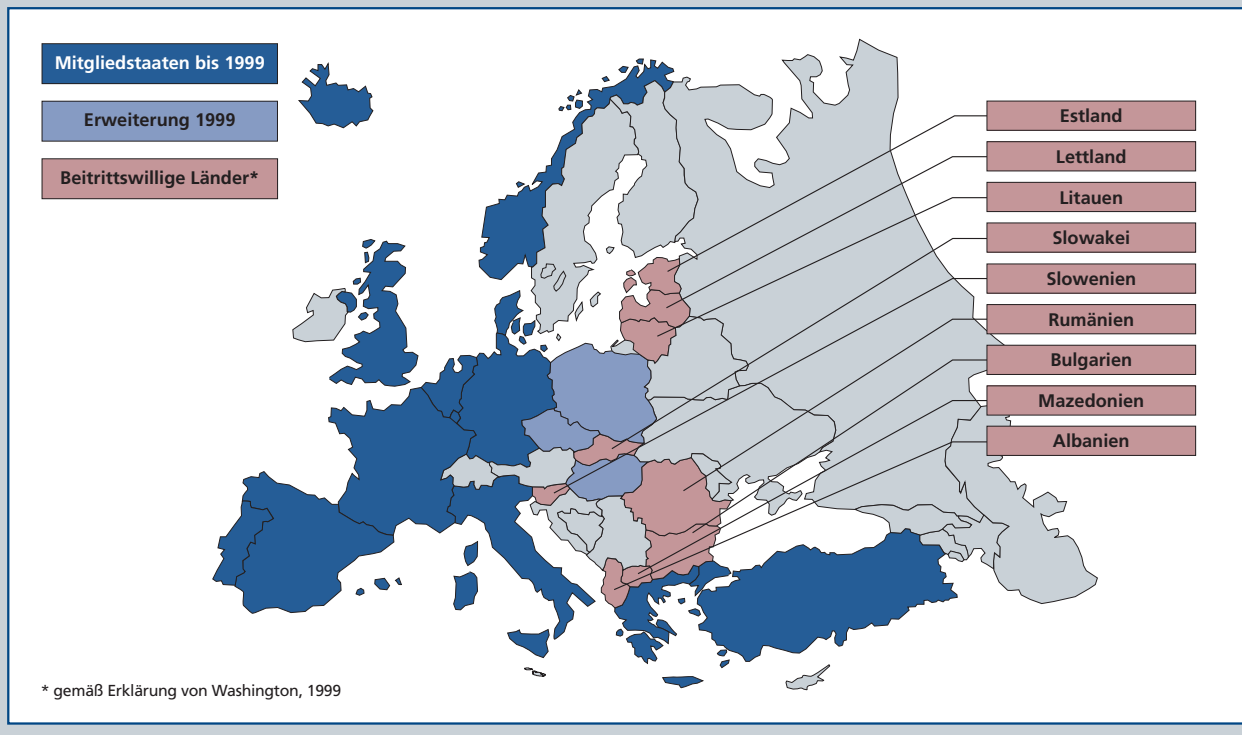 Mitgliedstaaten bis 1999
Erweiterung 1999
Beitrittswillige Länder*
Estland
Lettland
Litauen
Slowakei
Slowenien
Rumänien
Bulgarien
Mazedonien
Albanien
* gemäß Erklärung von Washington, 1999